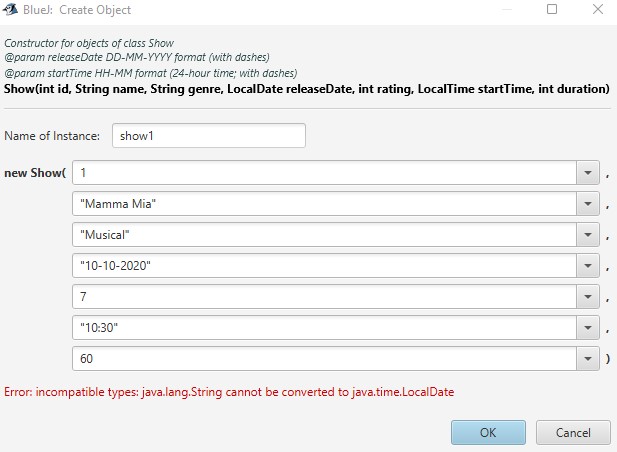 BlueJ: Create Object
Constructor for objects of class Show
@param releaseDate DD-MM-YYYY format (with dashes)
@param startTime HH-MM format (24-hour time; with dashes)
Show(int id, String name, String genre, LocalDate releaseDate, int rating, LocalTime startTime, int duration)
Name of Instance: show1
new Show( 1 ,
"Mamma Mia" ,
"Musical" ,
"10-10-2020" ,
7 ,
"10:30" ,
60 )
Error: incompatible types: java.lang.String cannot be converted to java.time.LocalDate
OK Cancel